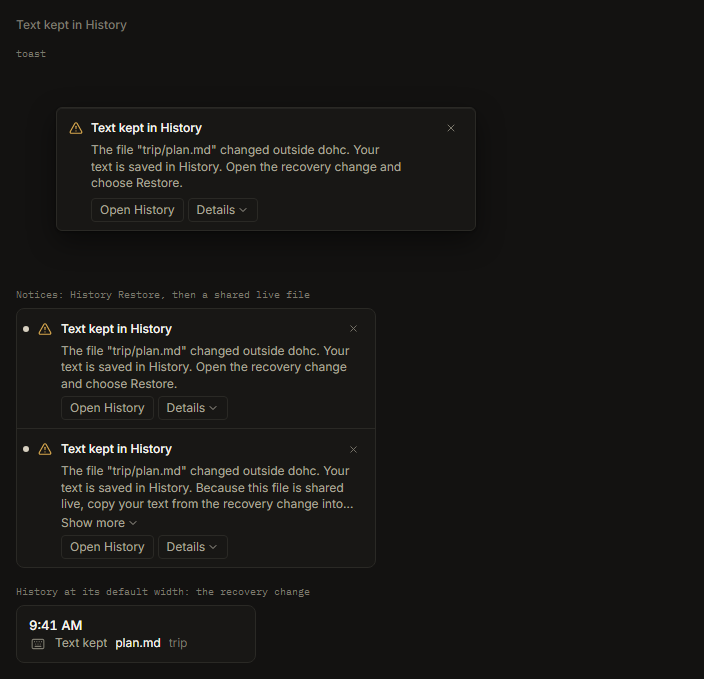 Text kept in History
toast
Text kept in History
The file "trip/plan.md" changed outside dohc. Your
text is saved in History. Open the recovery change and
choose Restore.
Open History Details
Notices: History Restore, then a shared live file
Text kept in History
The file "trip/plan.md" changed outside dohc. Your
text is saved in History. Open the recovery change
and choose Restore.
Open History Details
Text kept in History
The file "trip/plan.md" changed outside dohc. Your
text is saved in History. Because this file is shared
live, copy your text from the recovery change into...
Show more
Open History Details
History at its default width: the recovery change
9:41 AM
Text kept plan.md trip